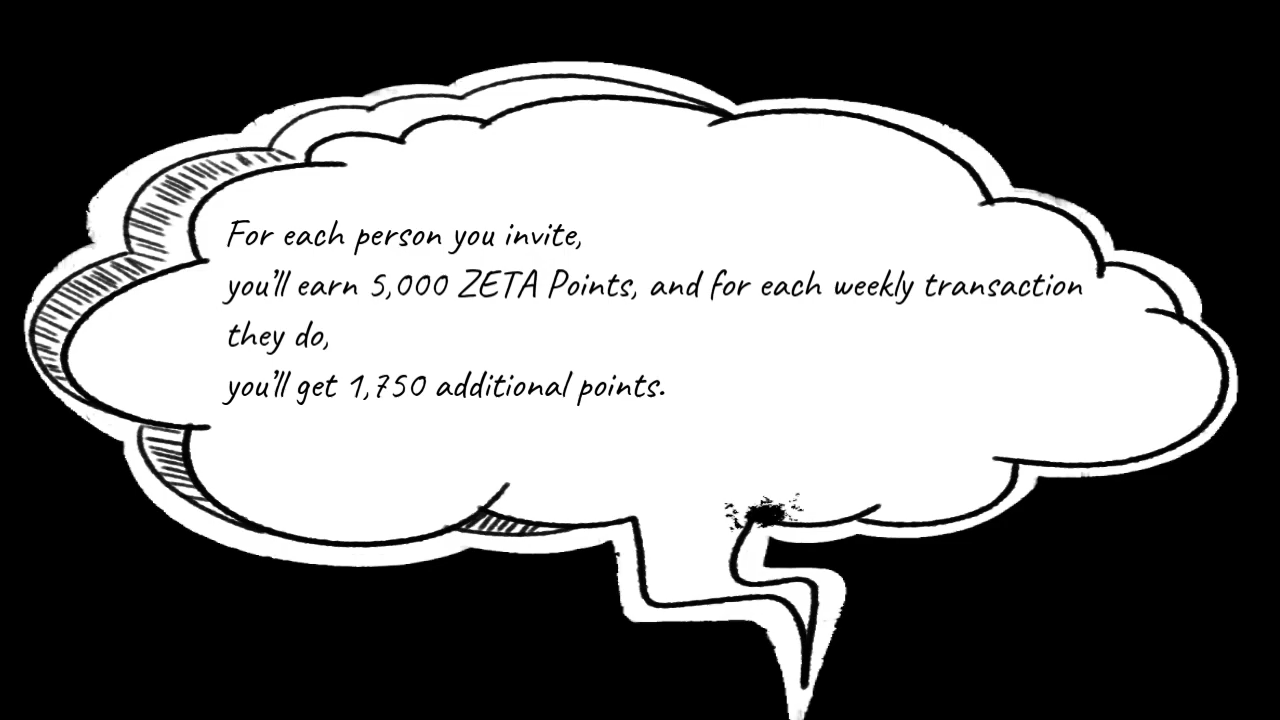 For each person you invite,
you'll earn 5,000 ZETA Points, and for each weekly transaction
they do,
you'll get 1,750 additional points.